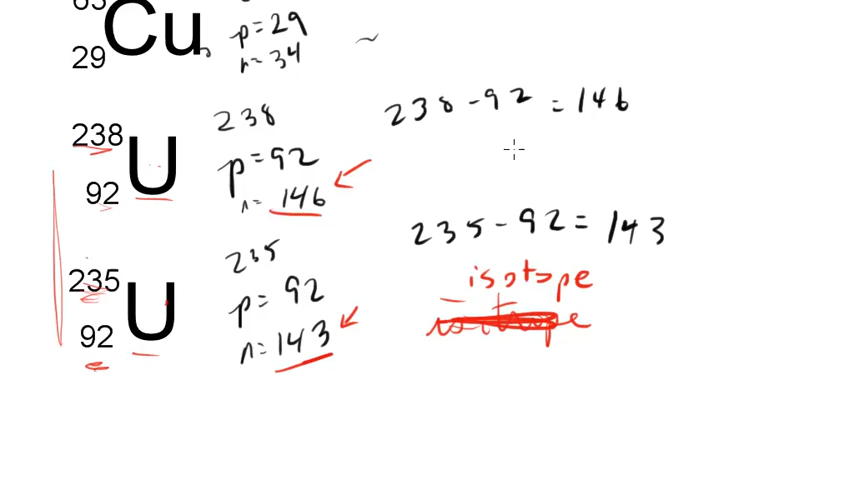 63
Cu
29
p=29
n=34
~
238
U
92
238
p=92
n=146
238-92=146
235
U
92
235
p=92
n=143
235-92=143
isotope